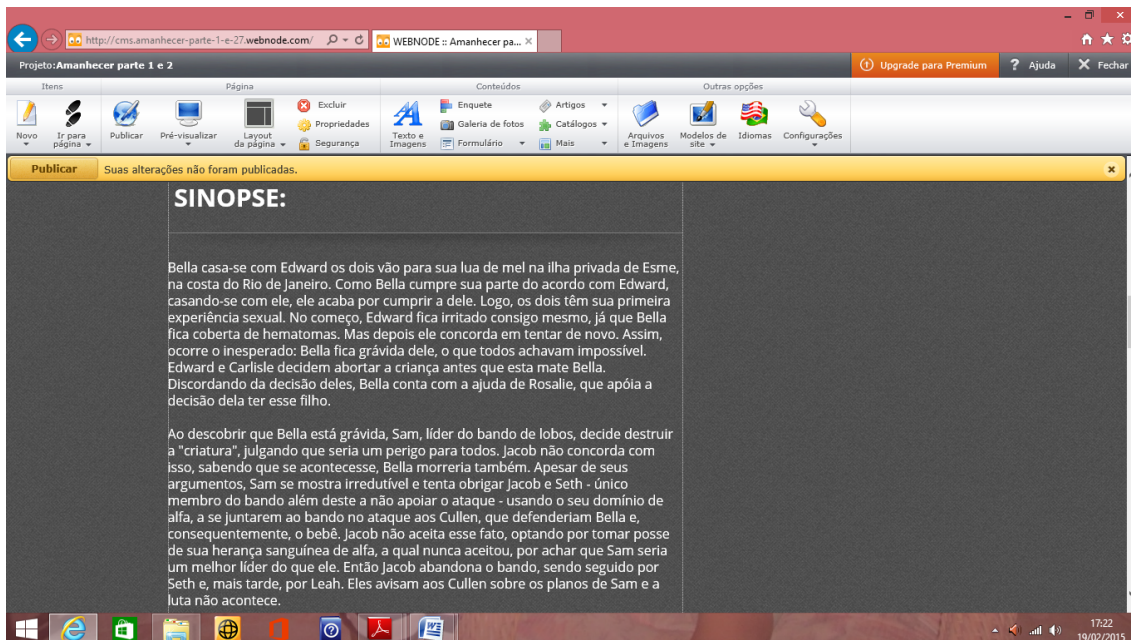 http://cms.amanhecer-parte-1-e-27.webnode.com/
WEBNODE :: Amanhecer pa...
Projeto:Amanhecer parte 1 e 2
Upgrade para Premium
? Ajuda
X Fechar
Itens
Página
Conteúdos
Outras opções
Novo
Ir para página
Publicar
Pré-visualizar
Layout da página
Excluir
Propriedades
Segurança
Texto e Imagens
Enquete
Galeria de fotos
Formulário
Artigos
Catálogos
Mais
Arquivos e Imagens
Modelos de site
Idiomas
Configurações
Publicar Suas alterações não foram publicadas.
SINOPSE:
Bella casa-se com Edward os dois vão para sua lua de mel na ilha privada de Esme,
na costa do Rio de Janeiro. Como Bella cumpre sua parte do acordo com Edward,
casando-se com ele, ele acaba por cumprir a dele. Logo, os dois têm sua primeira
experiência sexual. No começo, Edward fica irritado consigo mesmo, já que Bella
fica coberta de hematomas. Mas depois ele concorda em tentar de novo. Assim,
ocorre o inesperado: Bella fica grávida dele, o que todos achavam impossível.
Edward e Carlisle decidem abortar a criança antes que esta mate Bella.
Discordando da decisão deles, Bella conta com a ajuda de Rosalie, que apóia a
decisão dela ter esse filho.
Ao descobrir que Bella está grávida, Sam, líder do bando de lobos, decide destruir
a "criatura", julgando que seria um perigo para todos. Jacob não concorda com
isso, sabendo que se acontecesse, Bella morreria também. Apesar de seus
argumentos, Sam se mostra irredutível e tenta obrigar Jacob e Seth - único
membro do bando além deste a não apoiar o ataque - usando o seu domínio de
alfa, a se juntarem ao bando no ataque aos Cullen, que defenderiam Bella e,
consequentemente, o bebê. Jacob não aceita esse fato, optando por tomar posse
de sua herança sanguínea de alfa, a qual nunca aceitou, por achar que Sam seria
um melhor líder do que ele. Então Jacob abandona o bando, sendo seguido por
Seth e, mais tarde, por Leah. Eles avisam aos Cullen sobre os planos de Sam e a
luta não acontece.
17:22
19/02/2015